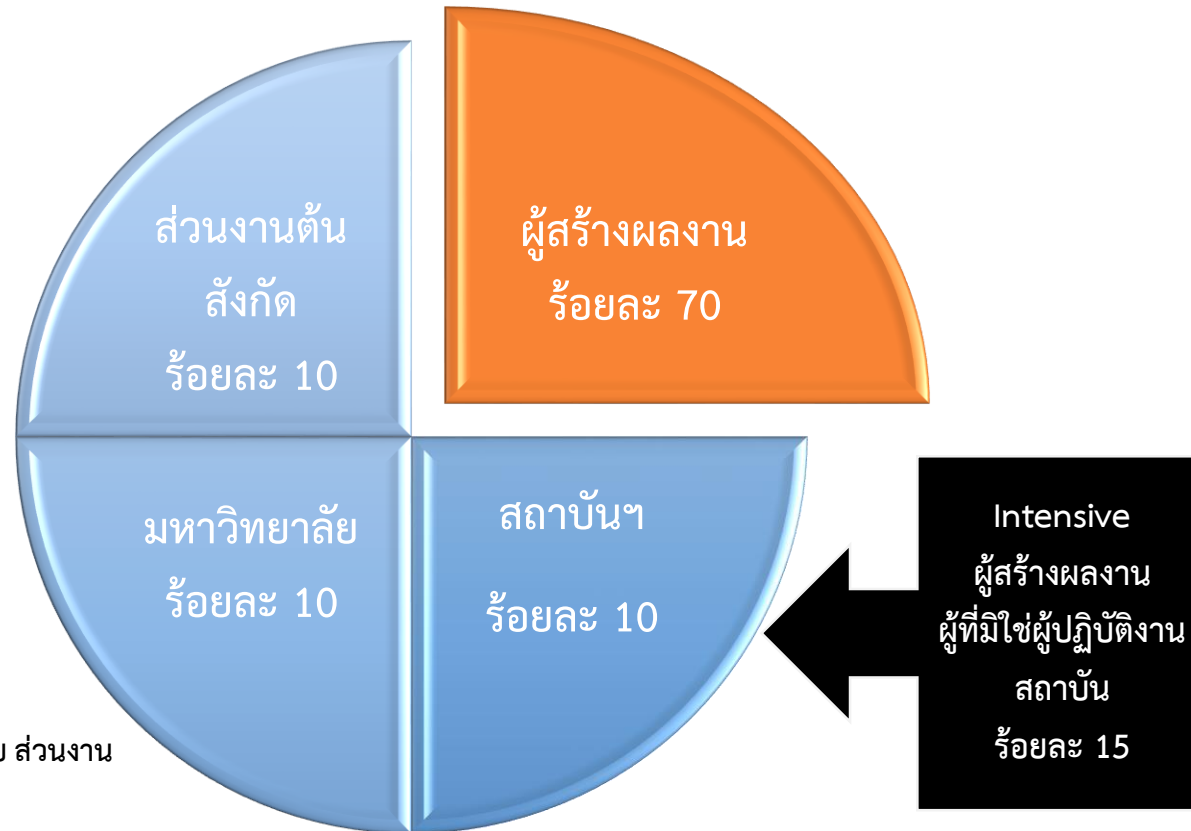 ส่วนงานต้น
สังกัด
ร้อยละ 10
ผู้สร้างผลงาน
ร้อยละ 70
มหาวิทยาลัย
ร้อยละ 10
สถาบันฯ
ร้อยละ 10
Intensive
ผู้สร้างผลงาน
ผู้ที่มิใช่ผู้ปฏิบัติงาน
สถาบัน
ร้อยละ 15
ส่วนงาน